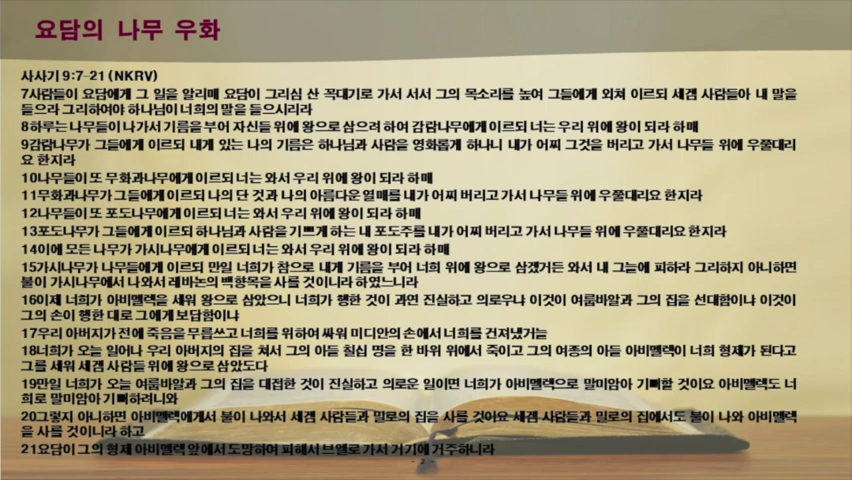 요담의 나무 우화
사사기 9:7-21 (NKRV)
7사람들이 요담에게 그 일을 알리매 요담이 그리심 산 꼭대기로 가서 서서 그의 목소리를 높여 그들에게 외쳐 이르되 세겜 사람들아 내 말을
들으라 그리하여야 하나님이 너희의 말을 들으시리라
8하루는 나무들이 나가서 기름을 부어 자신들 위에 왕으로 삼으려 하여 감람나무에게 이르되 너는 우리 위에 왕이 되라 하매
9감람나무가 그들에게 이르되 내게 있는 나의 기름은 하나님과 사람을 영화롭게 하나니 내가 어찌 그것을 버리고 가서 나무들 위에 우쭐대리
요 한지라
10나무들이 또 무화과나무에게 이르되 너는 와서 우리 위에 왕이 되라 하매
11무화과나무가 그들에게 이르되 나의 단 것과 나의 아름다운 열매를 내가 어찌 버리고 가서 나무들 위에 우쭐대리요 한지라
12나무들이 또 포도나무에게 이르되 너는 와서 우리 위에 왕이 되라 하매
13포도나무가 그들에게 이르되 하나님과 사람을 기쁘게 하는 내 포도주를 내가 어찌 버리고 가서 나무들 위에 우쭐대리요 한지라
14이에 모든 나무가 가시나무에게 이르되 너는 와서 우리 위에 왕이 되라 하매
15가시나무가 나무들에게 이르되 만일 너희가 참으로 내게 기름을 부어 너희 위에 왕으로 삼겠거든 와서 내 그늘에 피하라 그리하지 아니하면
불이 가시나무에서 나와서 레바논의 백향목을 사를 것이니라 하였느니라
16이제 너희가 아비멜렉을 세워 왕으로 삼았으니 너희가 행한 것이 과연 진실하고 의로우냐 이것이 여룹바알과 그의 집을 선대함이냐 이것이
그의 손이 행한 대로 그에게 보답함이냐
17우리 아버지가 전에 죽음을 무릅쓰고 너희를 위하여 싸워 미디안의 손에서 너희를 건져냈거늘
18너희가 오늘 일어나 우리 아버지의 집을 쳐서 그의 아들 칠십 명을 한 바위 위에서 죽이고 그의 여종의 아들 아비멜렉이 너희 형제가 된다고
그를 세워 세겜 사람들 위에 왕으로 삼았도다
19만일 너희가 오늘 여룹바알과 그의 집을 대접한 것이 진실하고 의로운 일이면 너희가 아비멜렉으로 말미암아 기뻐할 것이요 아비멜렉도 너
희로 말미암아 기뻐하려니와
20그렇지 아니하면 아비멜렉에게서 불이 나와서 세겜 사람들과 밀로의 집을 사를 것이요 세겜 사람들과 밀로의 집에서도 불이 나와 아비멜렉
을 사를 것이니라 하고
21요담이 그의 형제 아비멜렉 앞에서 도망하여 피해서 브엘로 가서 거기에 거주하니라